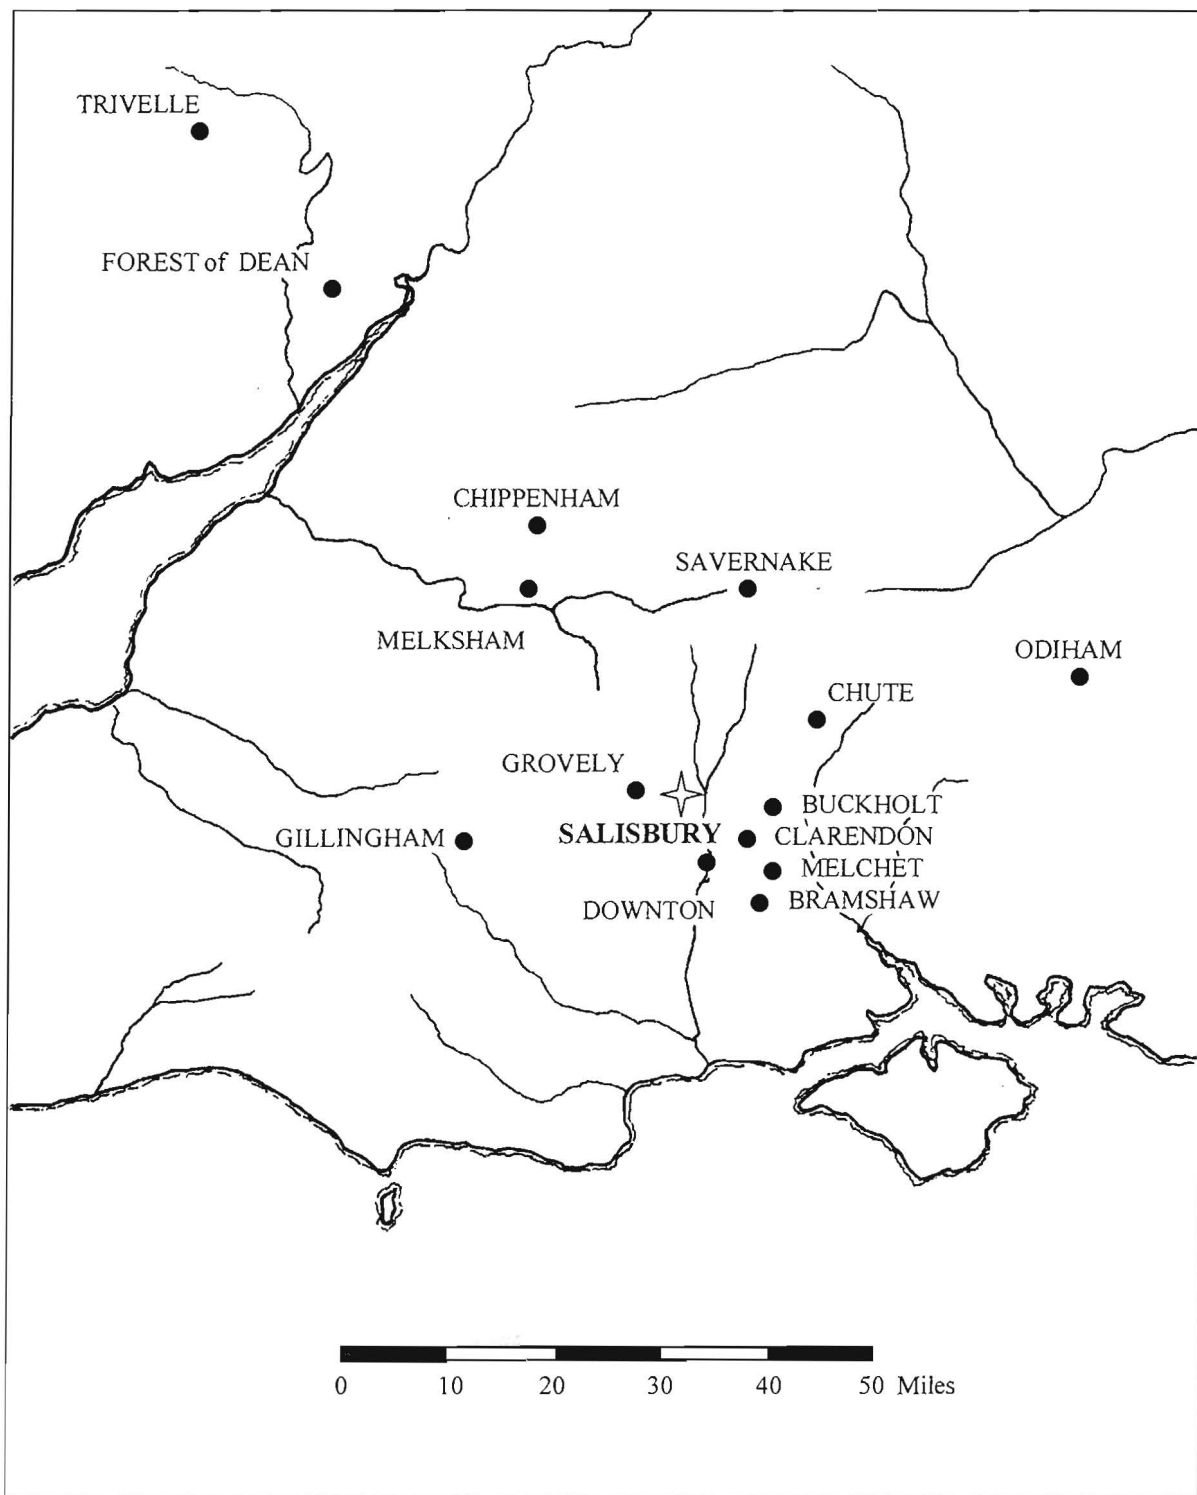 TRIVELLE
FOREST of DEAN
CHIPPENHAM
SAVERNAKE
MELKSHAM
ODIHAM
CHUTE
GROVELY
BUCKHOLT
SALISBURY
CLARENDON
GILLINGHAM
MELCHET
DOWNTON
BRAMSHAW
0 10 20 30 40 50 Miles